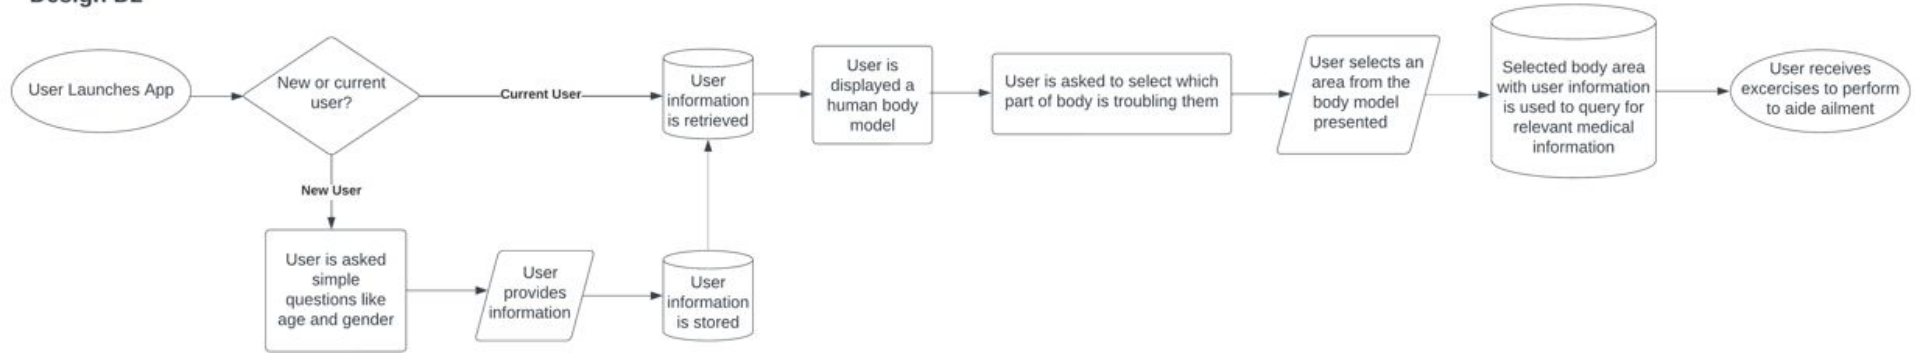 User Launches App
New or current
user?
Current User
New User
User is asked
simple
questions like
age and gender
User
provides
information
User
information
is stored
User
information
is retrieved
User is
displayed a
human body
model
User is asked to select which
part of body is troubling them
User selects an
area from the
body model
presented
Selected body area
with user information
is used to query for
relevant medical
information
User receives
excercises to perform
to aide ailment